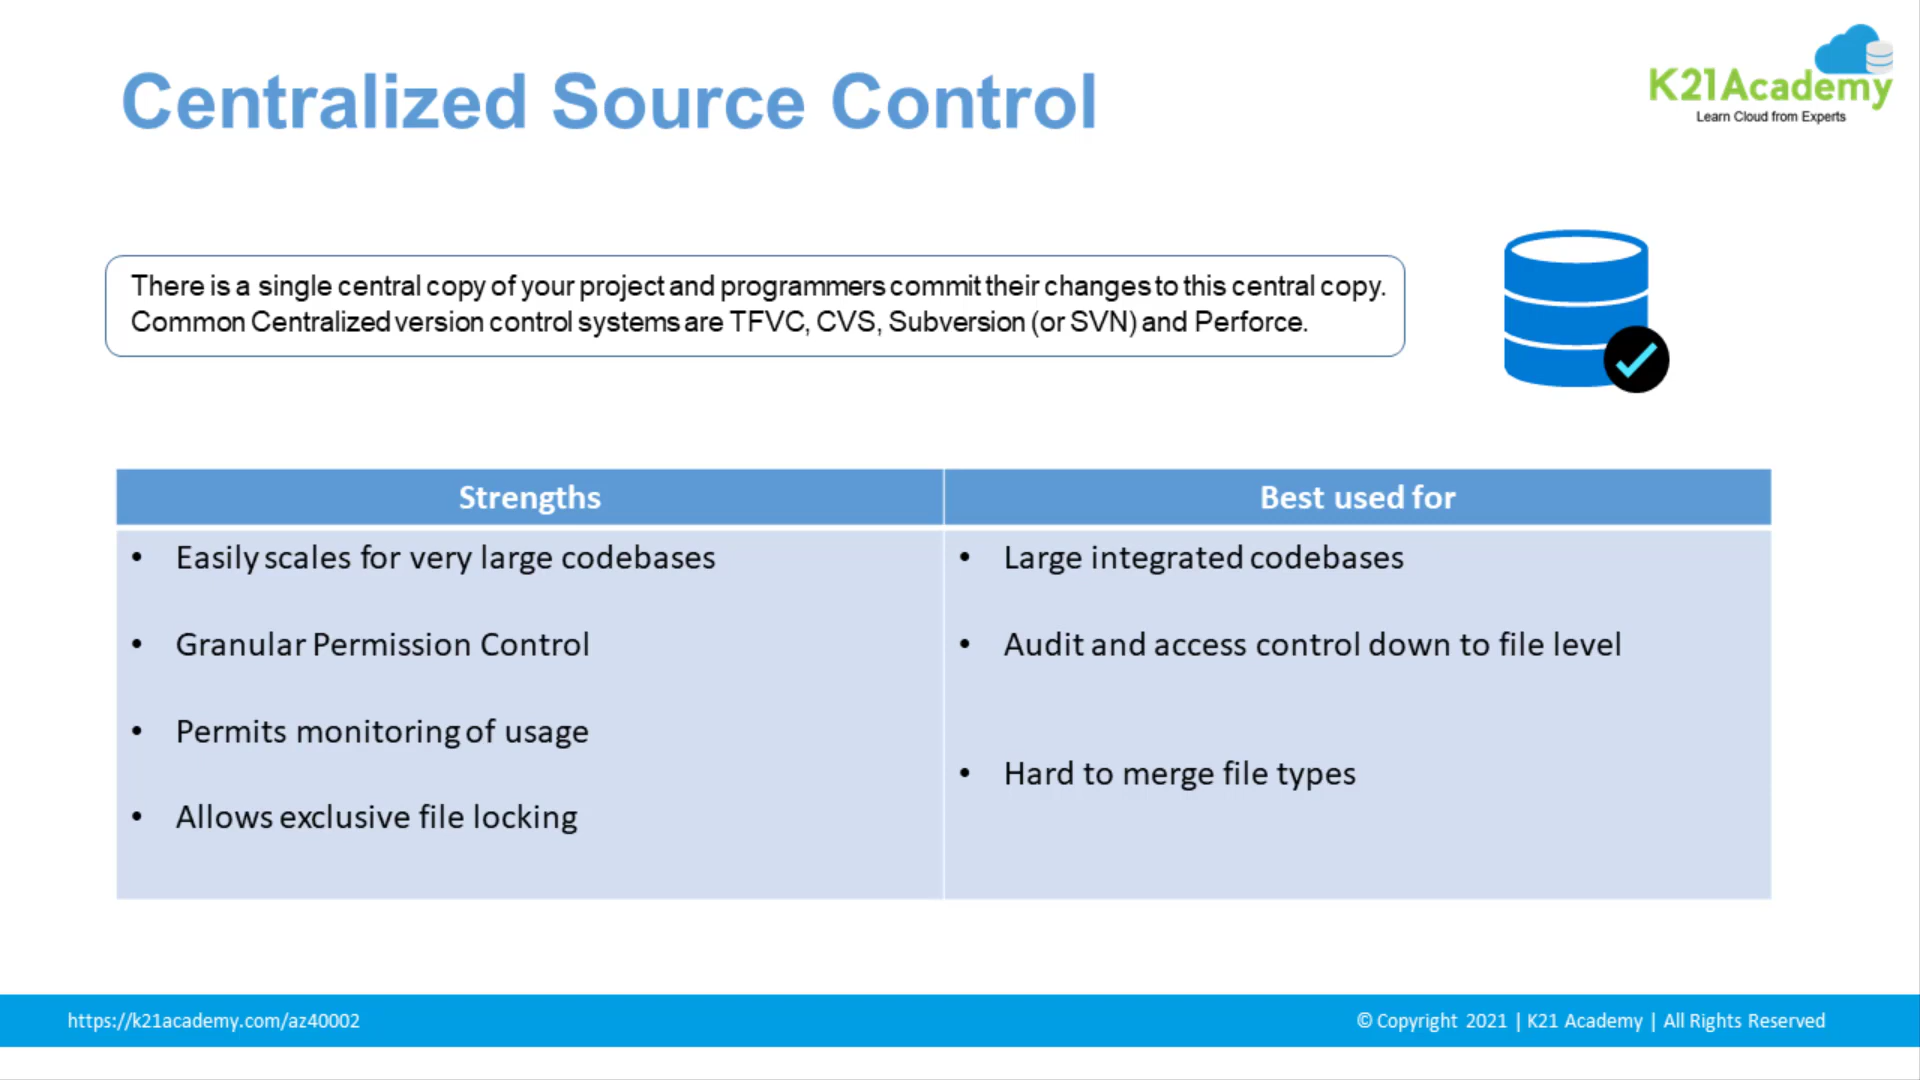 Centralized Source Control
K21Academy
Learn Cloud from Experts
There is a single central copy of your project and programmers commit their changes to this central copy.
Common Centralized version control systems are TFVC, CVS, Subversion (or SVN) and Perforce.
Strengths
• Easily scales for very large codebases
• Granular Permission Control
• Permits monitoring of usage
• Allows exclusive file locking
Best used for
• Large integrated codebases
• Audit and access control down to file level
• Hard to merge file types
https://k21academy.com/az40002
© Copyright 2021 | K21 Academy | All Rights Reserved